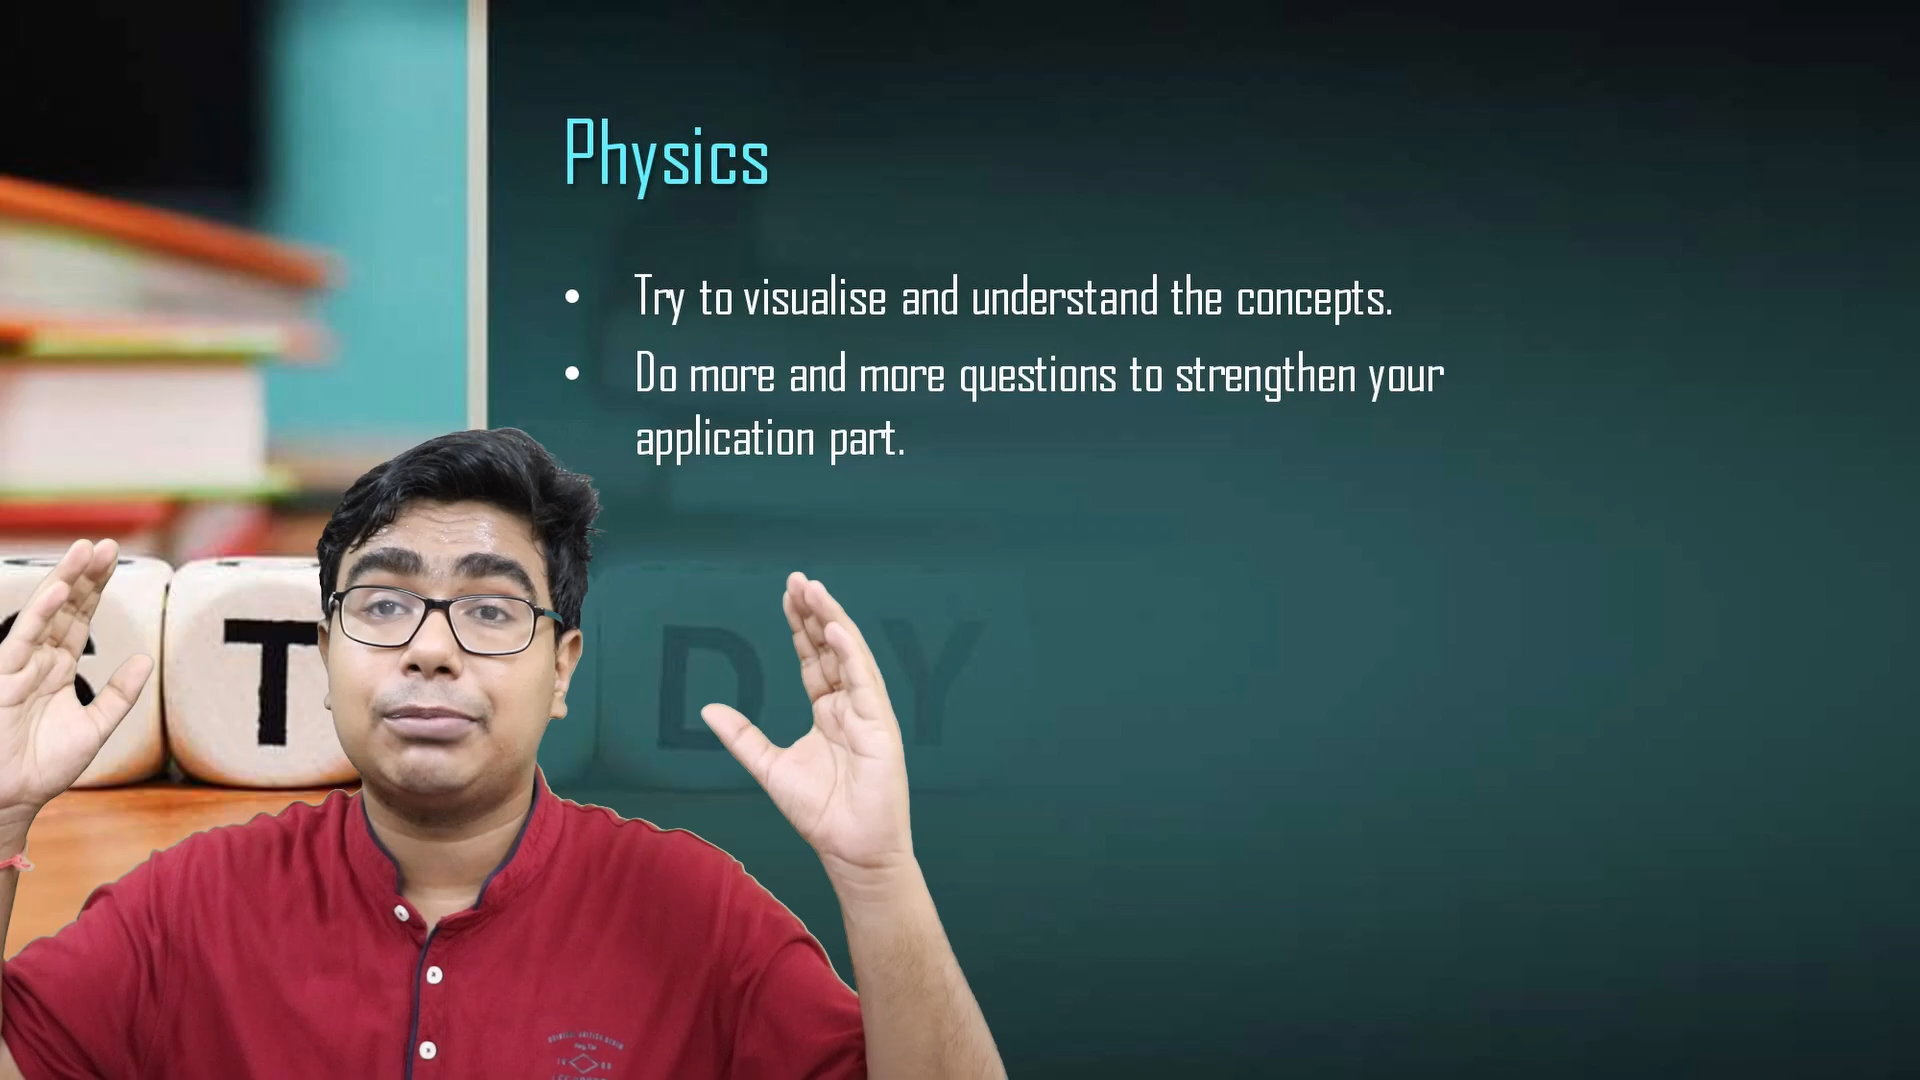 Physics
• Try to visualise and understand the concepts.
• Do more and more questions to strengthen your
application part.
T D Y